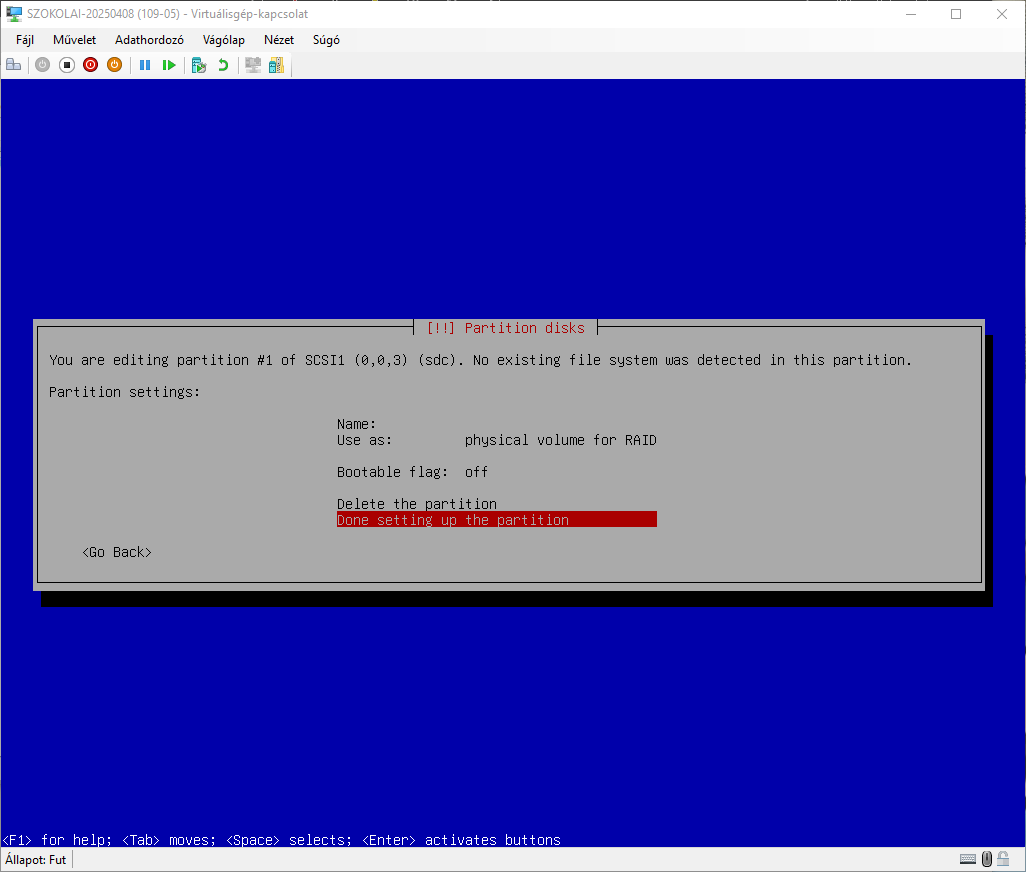 SZOKOLAI-20250408 (109-05) - Virtuálisgép-kapcsolat
Fájl Művelet Adathordozó Vágólap Nézet Súgó
[!!] Partition disks
You are editing partition #1 of SCSI1 (0,0,3) (sdc). No existing file system was detected in this partition.
Partition settings:
Name:
Use as: physical volume for RAID
Bootable flag: off
Delete the partition
Done setting up the partition
<Go Back>
<F1> for help; <Tab> moves; <Space> selects; <Enter> activates buttons
Állapot: Fut